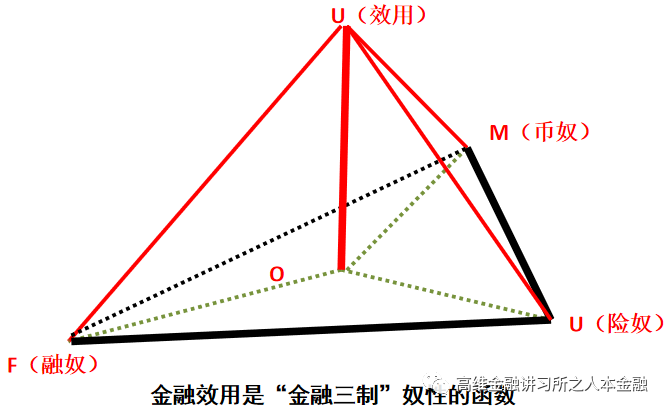 U（效用）
M（币奴）
O
U（险奴）
F（融奴）
金融效用是“金融三制”奴性的函数
高维金融讲习所之人本金融